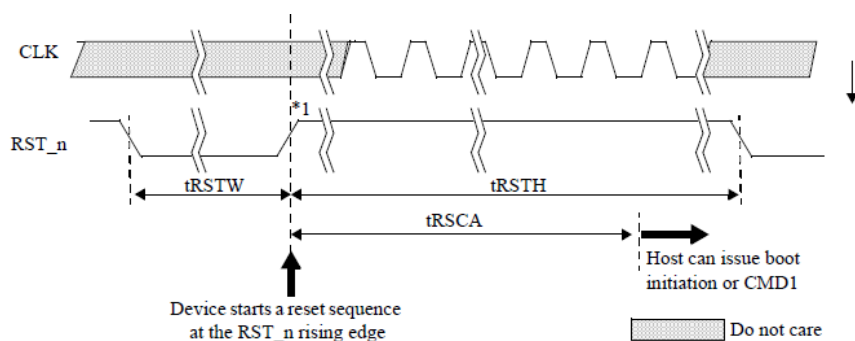 CLK
*1
RST_n
tRSTW
tRSTH
tRSCA
Host can issue boot
initiation or CMD1
Device starts a reset sequence
at the RST_n rising edge
Do not care